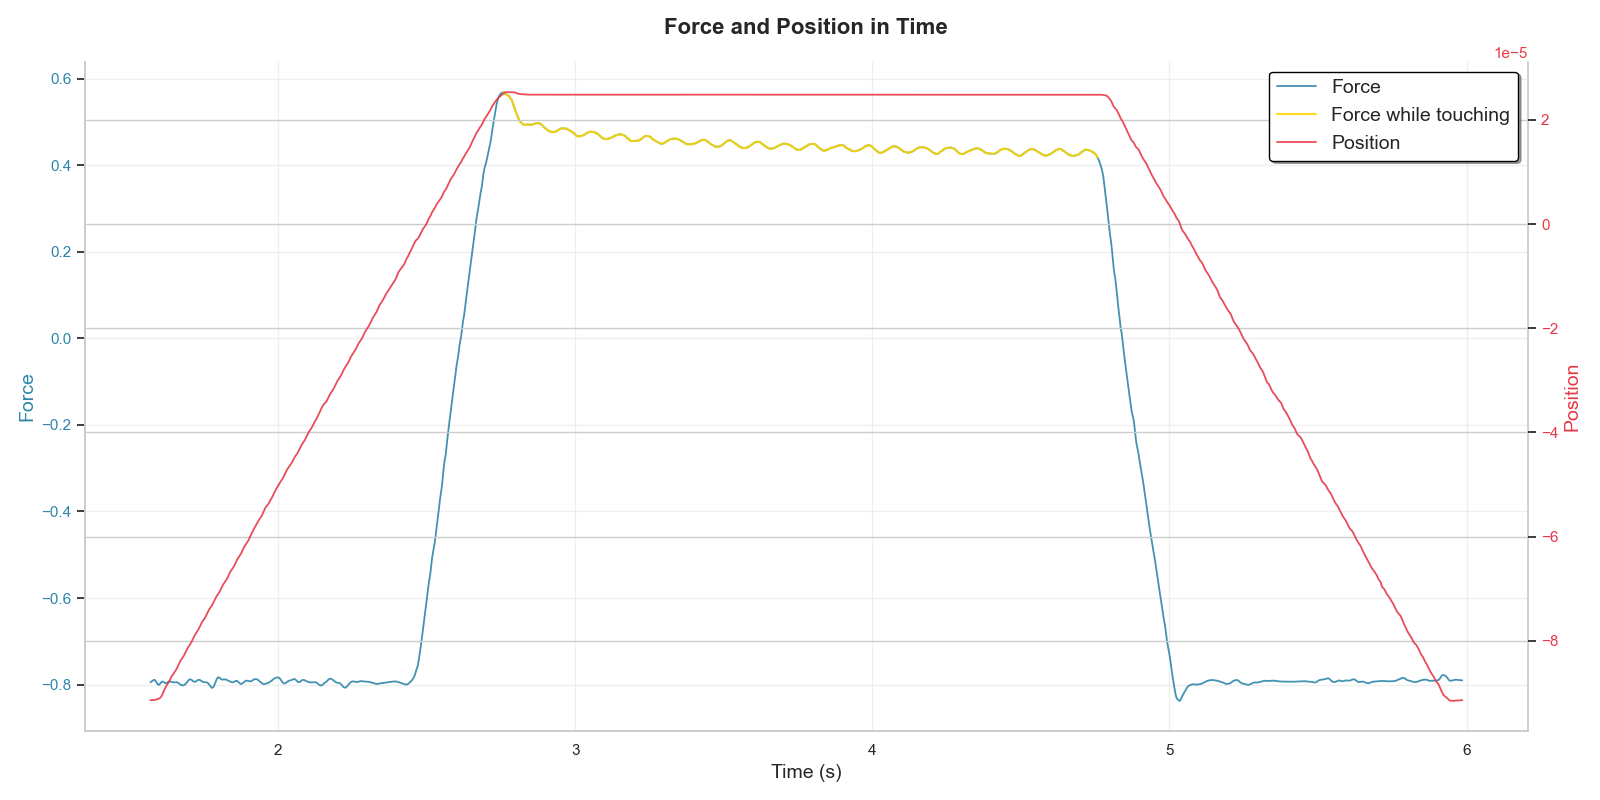 Force and Position in Time
1e−5
Force
Force while touching
Position
0.6
0.4
0.2
0.0
−0.2
−0.4
−0.6
−0.8
Force
2
0
−2
−4
−6
−8
Position
2
3
4
5
6
Time (s)